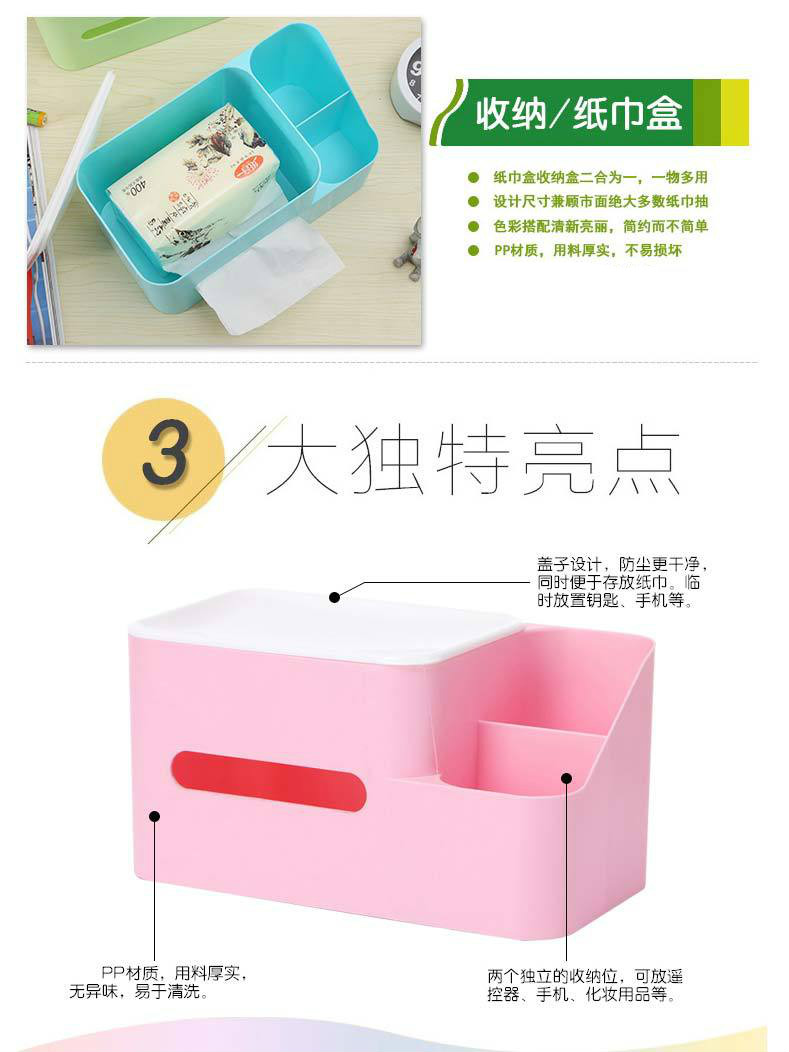 收纳/纸巾盒
纸巾盒收纳盒二合为一，一物多用
设计尺寸兼顾市面绝大多数纸巾抽
色彩搭配清新亮丽，简约而不简单
PP材质，用料厚实，不易损坏
400
3
大独特亮点
盖子设计，防尘更干净，
同时便于存放纸巾。临
时放置钥匙、手机等。
PP材质，用料厚实，
无异味，易于清洗。
两个独立的收纳位，可放遥
控器、手机、化妆用品等。